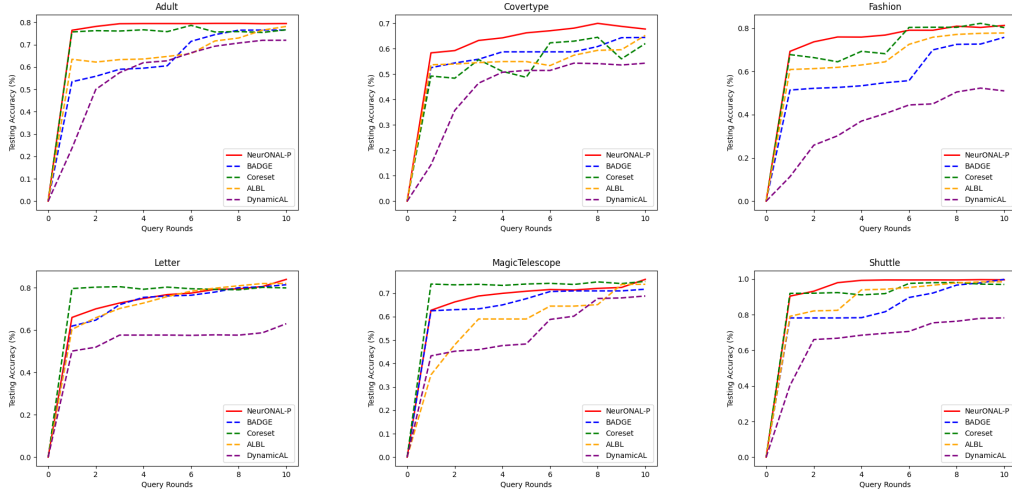 Adult
Testing Accuracy (%)
0.8
0.7
0.6
0.5
0.4
0.3
0.2
0.1
0.0
0 2 4 6 8 10
Query Rounds
NeurONAL-P
BADGE
Coreset
ALBL
DynamicAL
Covertype
Testing Accuracy (%)
0.7
0.6
0.5
0.4
0.3
0.2
0.1
0.0
0 2 4 6 8 10
Query Rounds
NeurONAL-P
BADGE
Coreset
ALBL
DynamicAL
Fashion
Testing Accuracy (%)
0.8
0.6
0.4
0.2
0.0
0 2 4 6 8 10
Query Rounds
NeurONAL-P
BADGE
Coreset
ALBL
DynamicAL
Letter
Testing Accuracy (%)
0.8
0.6
0.4
0.2
0.0
0 2 4 6 8 10
Query Rounds
NeurONAL-P
BADGE
Coreset
ALBL
DynamicAL
MagicTelescope
Testing Accuracy (%)
0.7
0.6
0.5
0.4
0.3
0.2
0.1
0.0
0 2 4 6 8 10
Query Rounds
NeurONAL-P
BADGE
Coreset
ALBL
DynamicAL
Shuttle
Testing Accuracy (%)
1.0
0.8
0.6
0.4
0.2
0.0
0 2 4 6 8 10
Query Rounds
NeurONAL-P
BADGE
Coreset
ALBL
DynamicAL